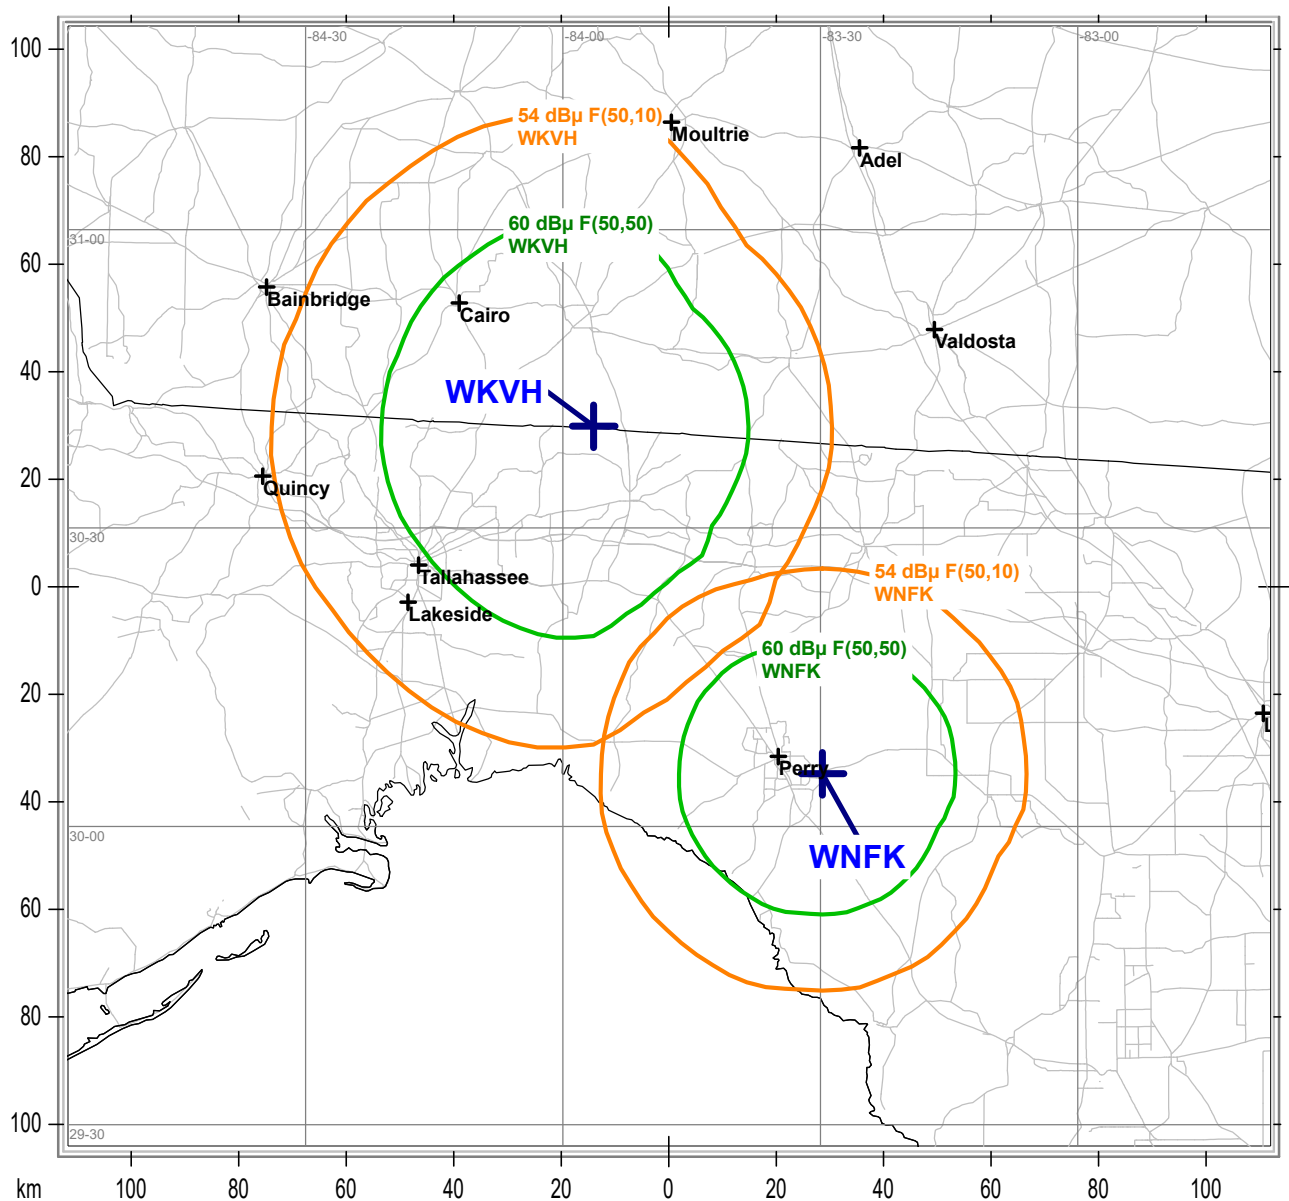 100
-84-30
-84-00
-83-30
-83-00
54 dBµ F(50,10)
WKVH
Moultrie
80
Adel
60 dBµ F(50,50)
WKVH
31-00
60
Bainbridge
Cairo
Valdosta
40
WKVH
20
Quincy
30-30
0
Tallahassee
54 dBµ F(50,10)
WNFK
Lakeside
60 dBµ F(50,50)
WNFK
20
L
Perry
40
30-00
WNFK
60
80
100
29-30
km
100
80
60
40
20
0
20
40
60
80
100